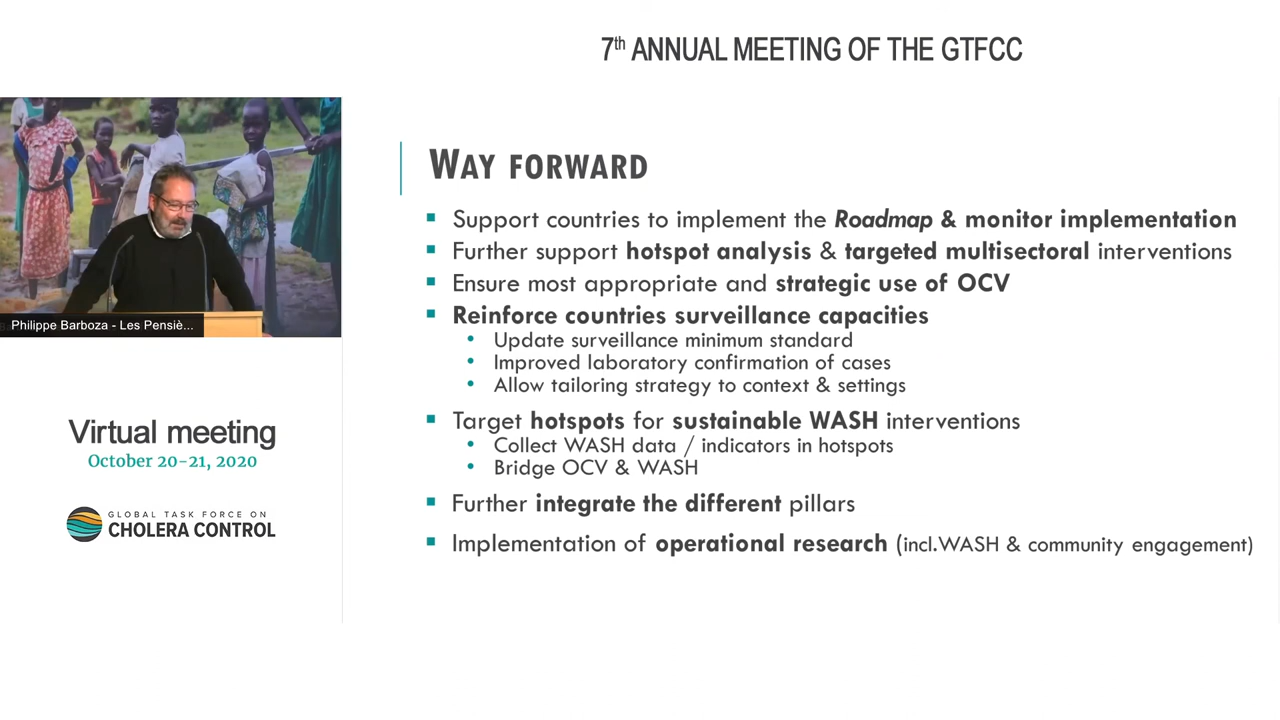 7th ANNUAL MEETING OF THE GTFCC
Philippe Barboza - Les Pensiè...
Virtual meeting
October 20-21, 2020
GLOBAL TASK FORCE ON
CHOLERA CONTROL
WAY FORWARD
Support countries to implement the Roadmap & monitor implementation
Further support hotspot analysis & targeted multisectoral interventions
Ensure most appropriate and strategic use of OCV
Reinforce countries surveillance capacities
Update surveillance minimum standard
Improved laboratory confirmation of cases
Allow tailoring strategy to context & settings
Target hotspots for sustainable WASH interventions
Collect WASH data / indicators in hotspots
Bridge OCV & WASH
Further integrate the different pillars
Implementation of operational research (incl.WASH & community engagement)